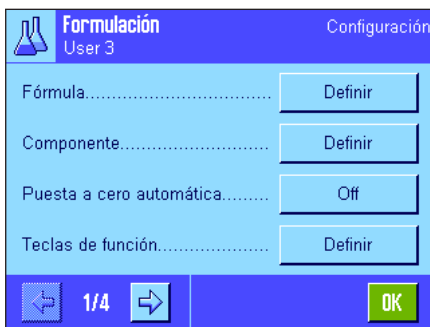 Formulación Configuración
User 3
Fórmula................................. Definir
Componente........................... Definir
Puesta a cero automática......... Off
Teclas de función.................... Definir
1/4 OK